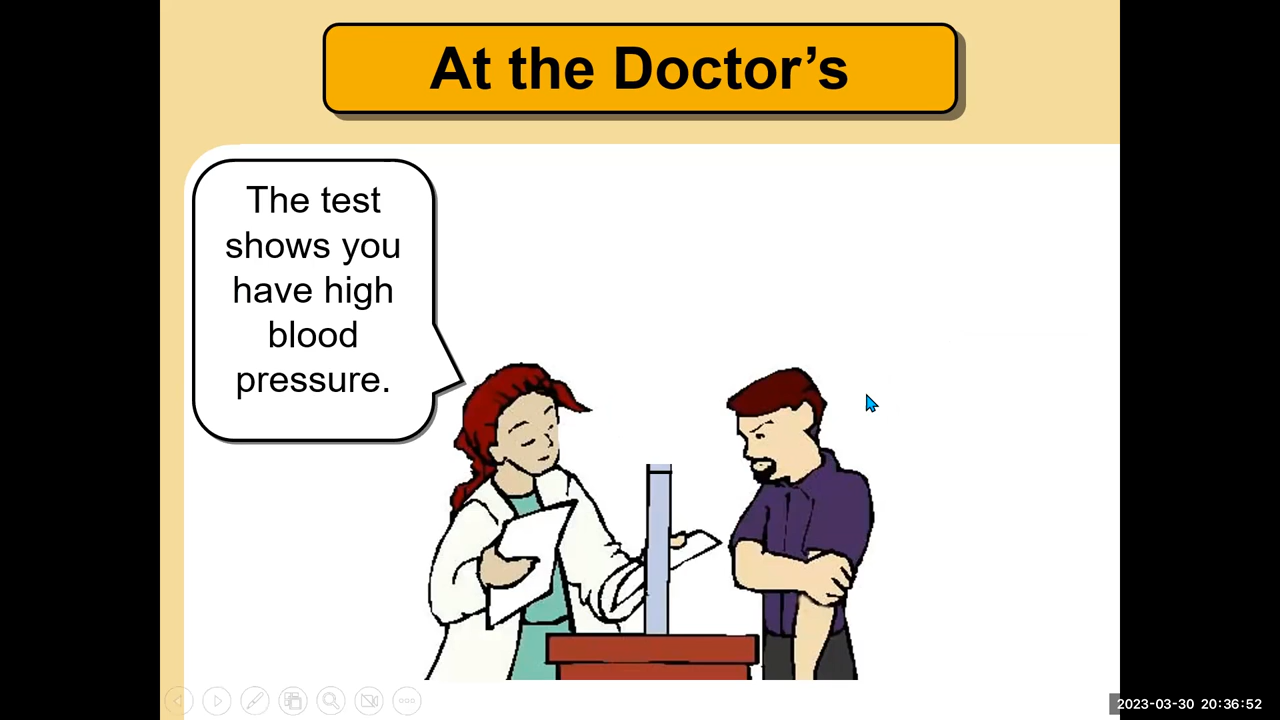 At the Doctor’s
The test
shows you
have high
blood
pressure.
2023-03-30 20:36:52